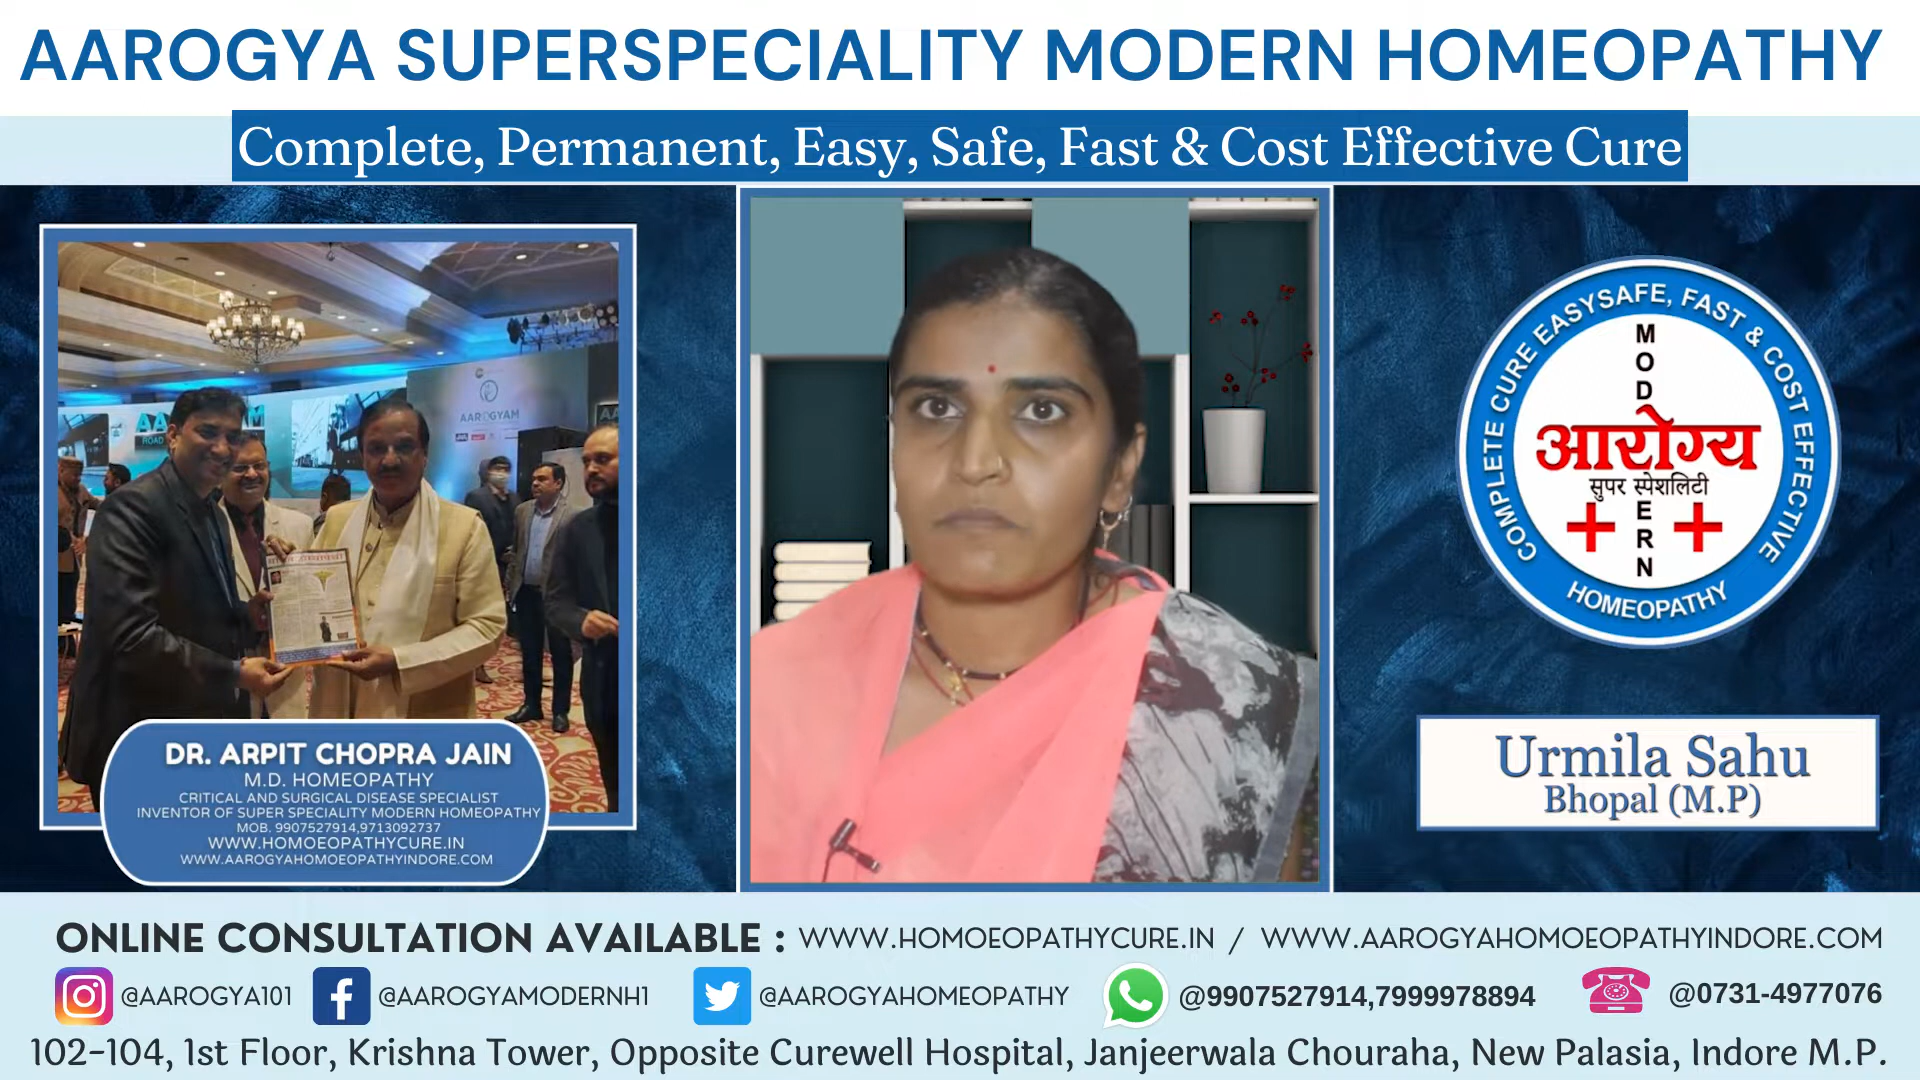 AAROGYA SUPERSPECIALITY MODERN HOMEOPATHY
Complete, Permanent, Easy, Safe, Fast & Cost Effective Cure
AAROGYAM
DR. ARPIT CHOPRA JAIN
M.D. HOMEOPATHY
CRITICAL AND SURGICAL DISEASE SPECIALIST
INVENTOR OF SUPER SPECIALITY MODERN HOMEOPATHY
MOB. 9907527914,9713092737
WWW.HOMOEOPATHYCURE.IN
WWW.AAROGYAHOMOEOPATHYINDORE.COM
COMPLETE CURE EASYSAFE, FAST & COST EFFECTIVE
MODERN
आरोग्य
सुपर स्पेशलिटी
HOMEOPATHY
Urmila Sahu
Bhopal (M.P)
ONLINE CONSULTATION AVAILABLE : WWW.HOMOEOPATHYCURE.IN / WWW.AAROGYAHOMOEOPATHYINDORE.COM
@AAROGYA101 @AAROGYAMODERNH1 @AAROGYAHOMEOPATHY @9907527914,7999978894 @0731-4977076
102-104, 1st Floor, Krishna Tower, Opposite Curewell Hospital, Janjeerwala Chouraha, New Palasia, Indore M.P.